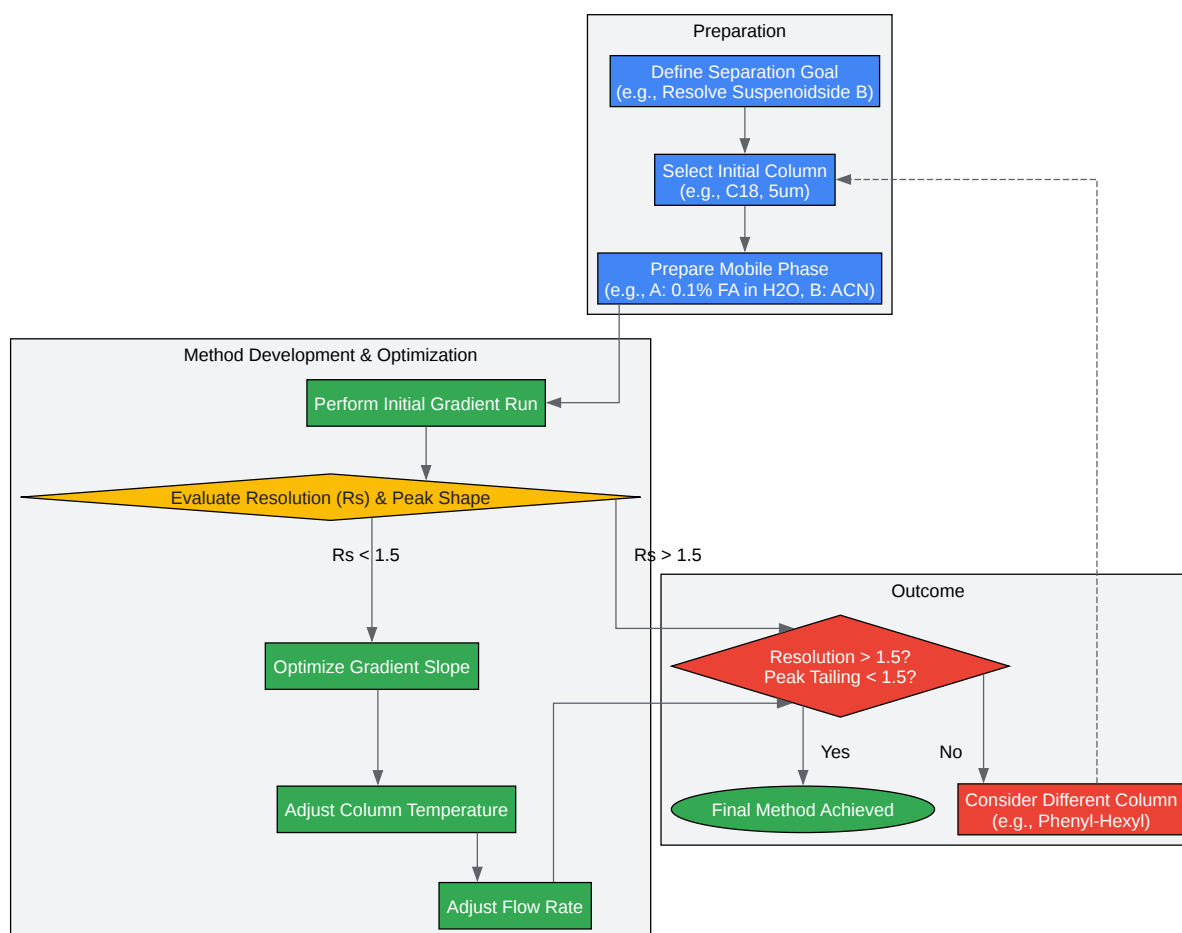 Preparation
Define Separation Goal
(e.g., Resolve Suspenoidside B)
Select Initial Column
(e.g., C18, 5um)
Prepare Mobile Phase
(e.g., A: 0.1% FA in H2O, B: ACN)
Method Development & Optimization
Perform Initial Gradient Run
Evaluate Resolution (Rs) & Peak Shape
Rs < 1.5
Rs > 1.5
Optimize Gradient Slope
Adjust Column Temperature
Adjust Flow Rate
Outcome
Resolution > 1.5?
Peak Tailing < 1.5?
Yes
No
Final Method Achieved
Consider Different Column
(e.g., Phenyl-Hexyl)